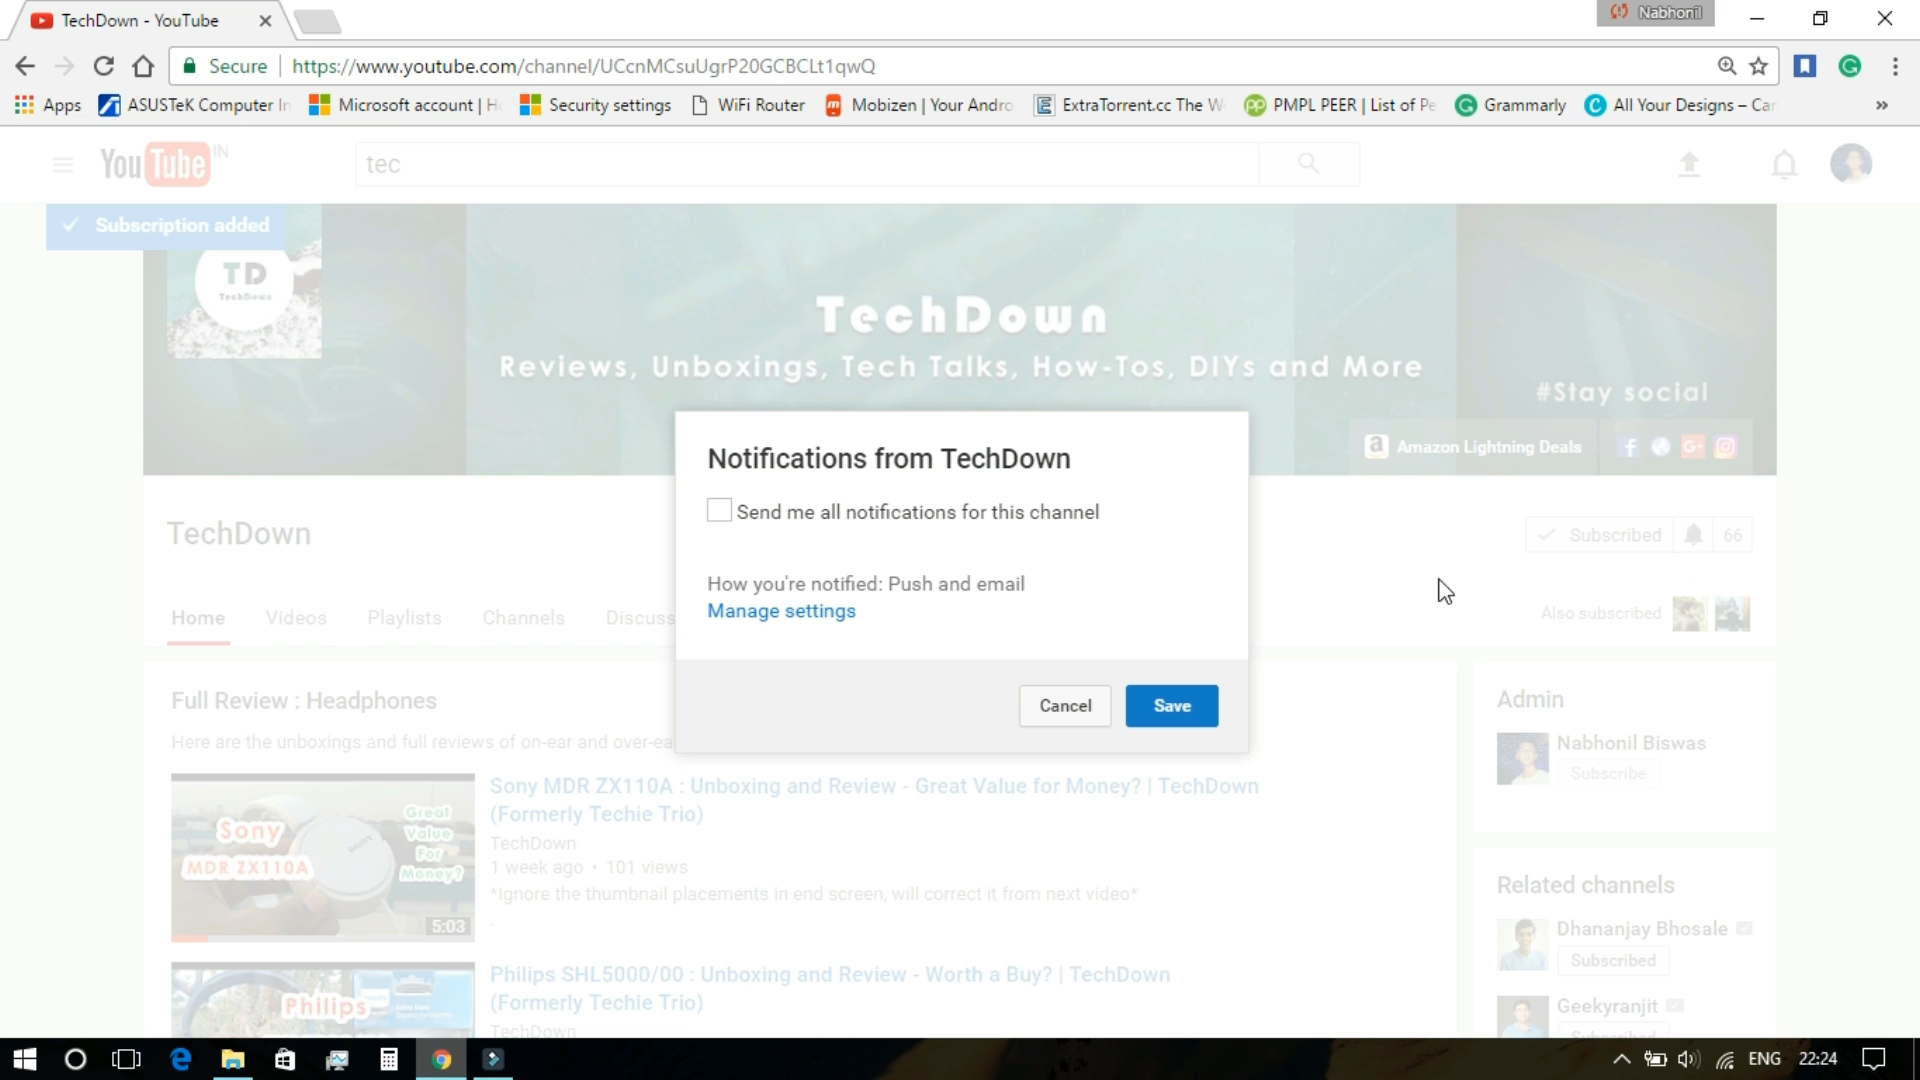 TechDown - YouTube
Nabhonil
Secure
https://www.youtube.com/channel/UCcnMCsuUgrP20GCBCLt1qwQ
Apps
ASUSTeK Computer In
Microsoft account | H
Security settings
WiFi Router
Mobizen | Your Andro
ExtraTorrent.cc The W
PMPL PEER | List of Pe
Grammarly
All Your Designs – Can
YouTube IN
tec
Subscription added
TD
TechDown
TechDown
Reviews, Unboxings, Tech Talks, How-Tos, DIYs and More
#Stay social
Amazon Lightning Deals
Notifications from TechDown
Send me all notifications for this channel
How you're notified: Push and email
Manage settings
Cancel
Save
TechDown
Subscribed
66
Home
Videos
Playlists
Channels
Discuss
Also subscribed
Full Review : Headphones
Here are the unboxings and full reviews of on-ear and over-ea
Sony
MDR ZX110A
Great
Value
For
Money?
5:03
Sony MDR ZX110A : Unboxing and Review - Great Value for Money? | TechDown
(Formerly Techie Trio)
TechDown
1 week ago • 101 views
*Ignore the thumbnail placements in end screen, will correct it from next video*
.
Philips
Philips SHL5000/00 : Unboxing and Review - Worth a Buy? | TechDown
(Formerly Techie Trio)
TechDown
Admin
Nabhonil Biswas
Subscribe
Related channels
Dhananjay Bhosale
Subscribed
Geekyranjit
Subscribed
ENG
22:24